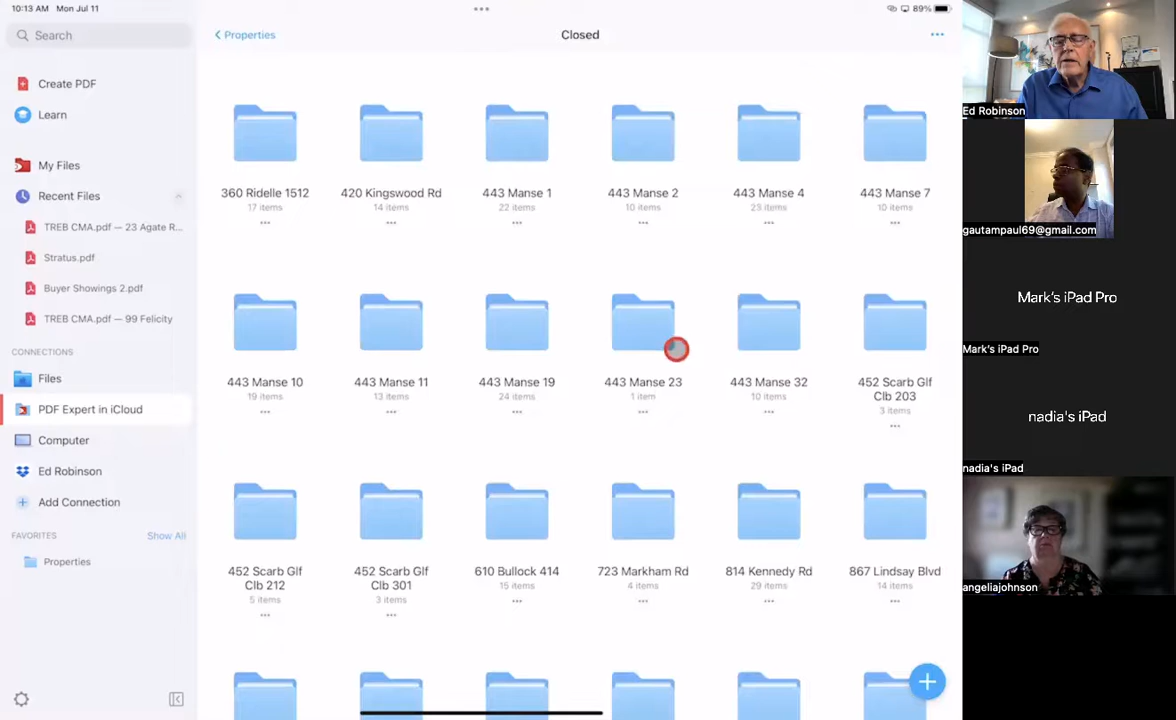 10:13 AM Mon Jul 11
89%
Search
Properties
Closed
Create PDF
Learn
My Files
Recent Files
TREB CMA.pdf — 23 Agate R...
Stratus.pdf
Buyer Showings 2.pdf
TREB CMA.pdf — 99 Felicity
CONNECTIONS
Files
PDF Expert in iCloud
Computer
Ed Robinson
Add Connection
FAVORITES
Show All
Properties
360 Ridelle 1512
17 items
420 Kingswood Rd
14 items
443 Manse 1
22 items
443 Manse 2
10 items
443 Manse 4
23 items
443 Manse 7
10 items
443 Manse 10
19 items
443 Manse 11
13 items
443 Manse 19
24 items
443 Manse 23
1 item
443 Manse 32
10 items
452 Scarb Glf
Clb 203
3 items
452 Scarb Glf
Clb 212
5 items
452 Scarb Glf
Clb 301
3 items
610 Bullock 414
15 items
723 Markham Rd
4 items
814 Kennedy Rd
29 items
867 Lindsay Blvd
14 items
Ed Robinson
gautampaul69@gmail.com
Mark's iPad Pro
Mark's iPad Pro
nadia's iPad
nadia's iPad
angeliajohnson